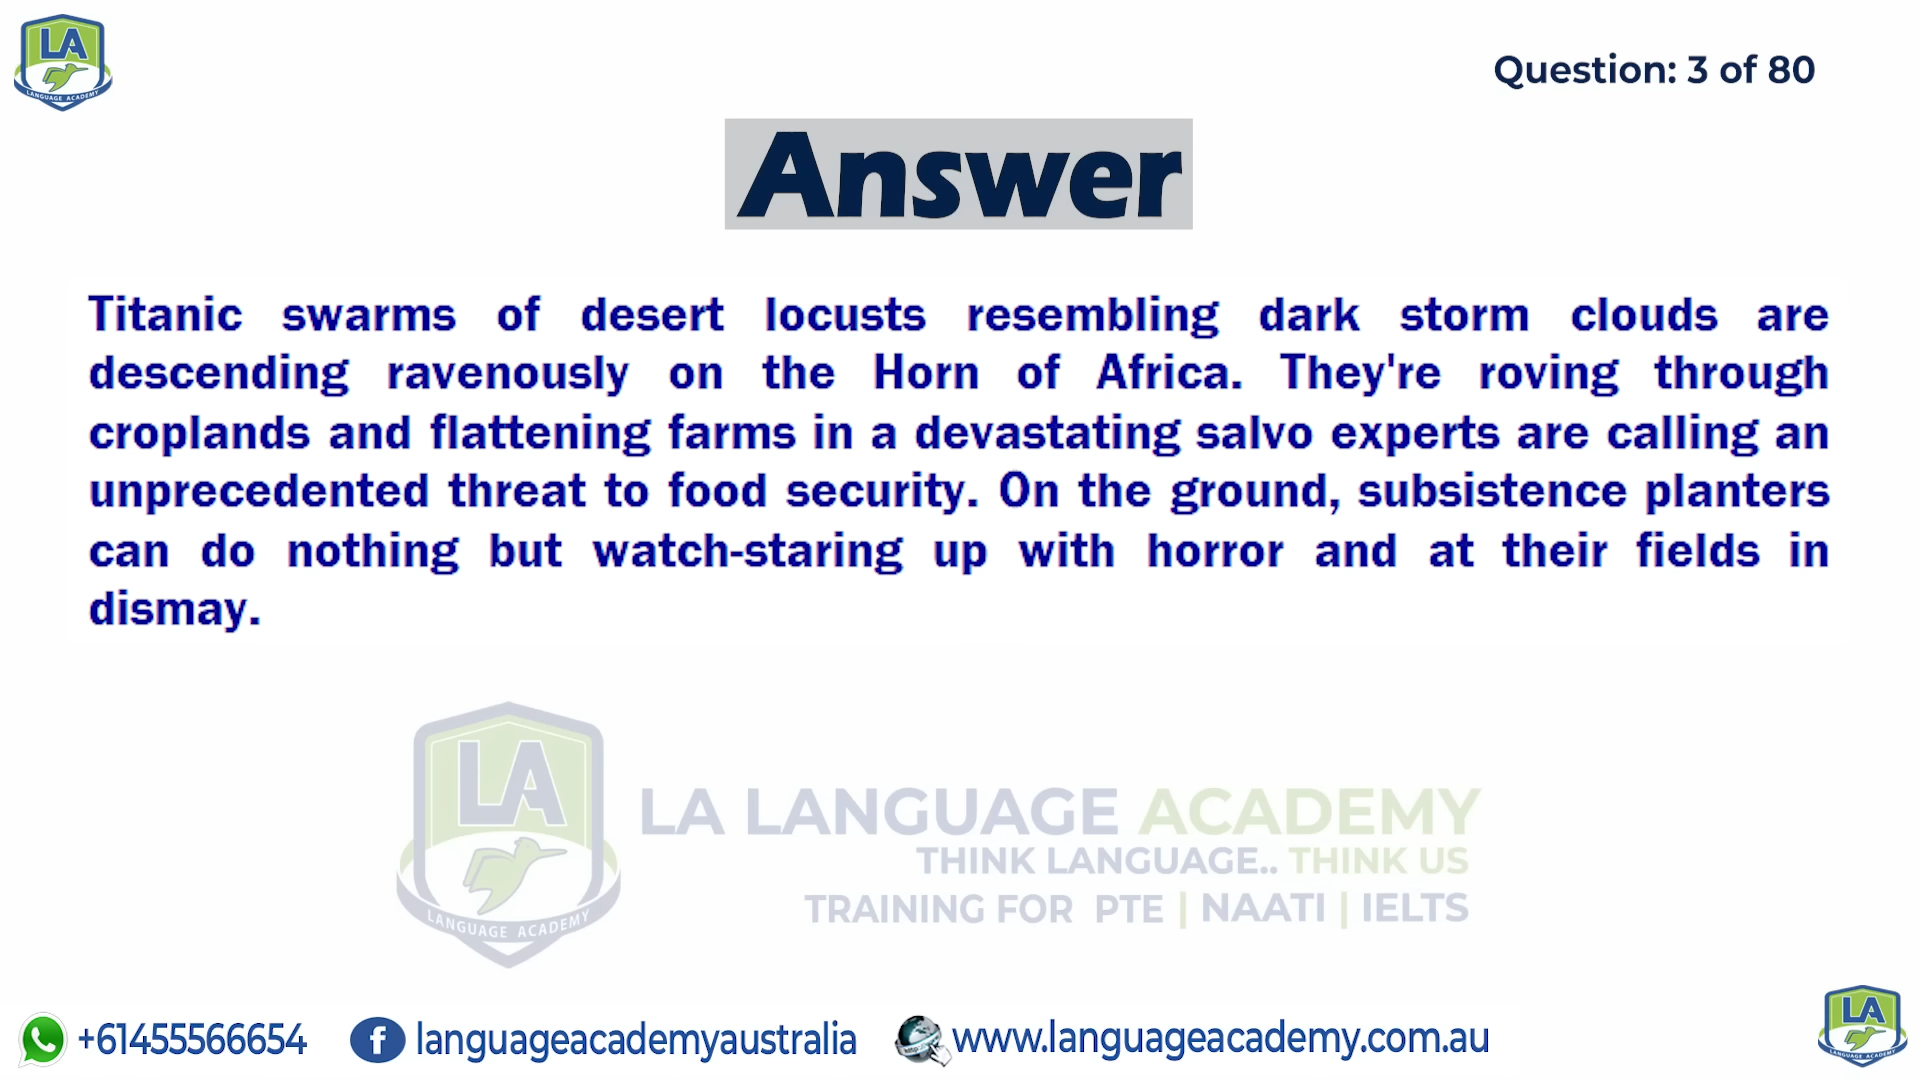 LA
LANGUAGE ACADEMY
Question: 3 of 80
Answer
Titanic swarms of desert locusts resembling dark storm clouds are
descending ravenously on the Horn of Africa. They're roving through
croplands and flattening farms in a devastating salvo experts are calling an
unprecedented threat to food security. On the ground, subsistence planters
can do nothing but watch-staring up with horror and at their fields in
dismay.
LA
LANGUAGE ACADEMY
LA LANGUAGE ACADEMY
THINK LANGUAGE.. THINK US
TRAINING FOR PTE | NAATI | IELTS
+61455566654
f languageacademyaustralia
www.languageacademy.com.au
LA